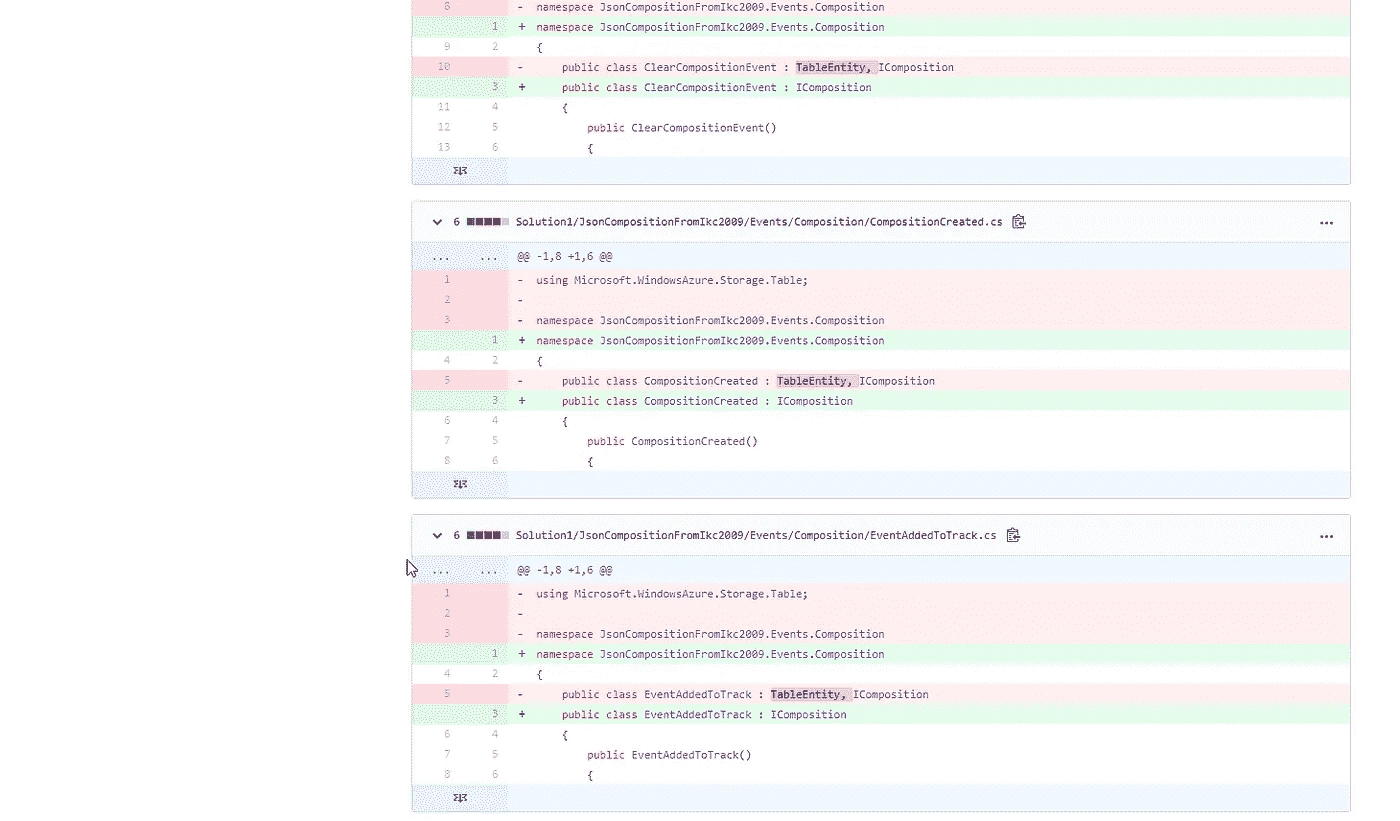 8 - namespace JsonCompositionFromIkc2009.Events.Composition
1 + namespace JsonCompositionFromIkc2009.Events.Composition
9 2 {
10 - public class ClearCompositionEvent : TableEntity, IComposition
3 + public class ClearCompositionEvent : IComposition
11 4 {
12 5 public ClearCompositionEvent()
13 6 {
6 Solution1/JsonCompositionFromIkc2009/Events/Composition/CompositionCreated.cs ...
... ... @@ -1,8 +1,6 @@
1 - using Microsoft.WindowsAzure.Storage.Table;
2 -
3 - namespace JsonCompositionFromIkc2009.Events.Composition
1 + namespace JsonCompositionFromIkc2009.Events.Composition
4 2 {
5 - public class CompositionCreated : TableEntity, IComposition
3 + public class CompositionCreated : IComposition
6 4 {
7 5 public CompositionCreated()
8 6 {
6 Solution1/JsonCompositionFromIkc2009/Events/Composition/EventAddedToTrack.cs ...
... ... @@ -1,8 +1,6 @@
1 - using Microsoft.WindowsAzure.Storage.Table;
2 -
3 - namespace JsonCompositionFromIkc2009.Events.Composition
1 + namespace JsonCompositionFromIkc2009.Events.Composition
4 2 {
5 - public class EventAddedToTrack : TableEntity, IComposition
3 + public class EventAddedToTrack : IComposition
6 4 {
7 5 public EventAddedToTrack()
8 6 {